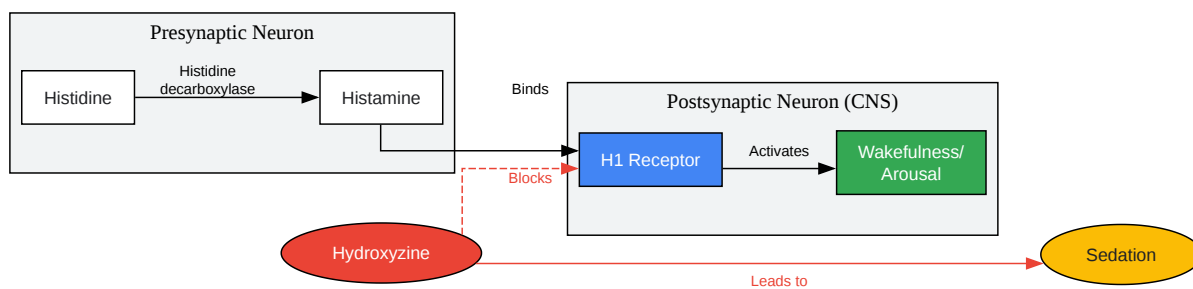 Presynaptic Neuron
Histidine
Histidine
decarboxylase
Histamine
Binds
Postsynaptic Neuron (CNS)
H1 Receptor
Activates
Wakefulness/
Arousal
Blocks
Hydroxyzine
Leads to
Sedation